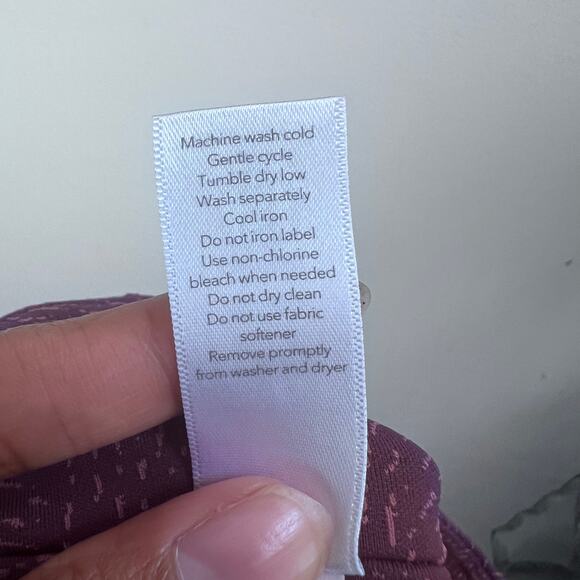 Machine wash cold
Gentle cycle
Tumble dry low
Wash separately
Cool iron
Do not iron label
Use non-chlorine
bleach when needed
Do not dry clean
Do not use fabric
softener
Remove promptly
from washer and dryer